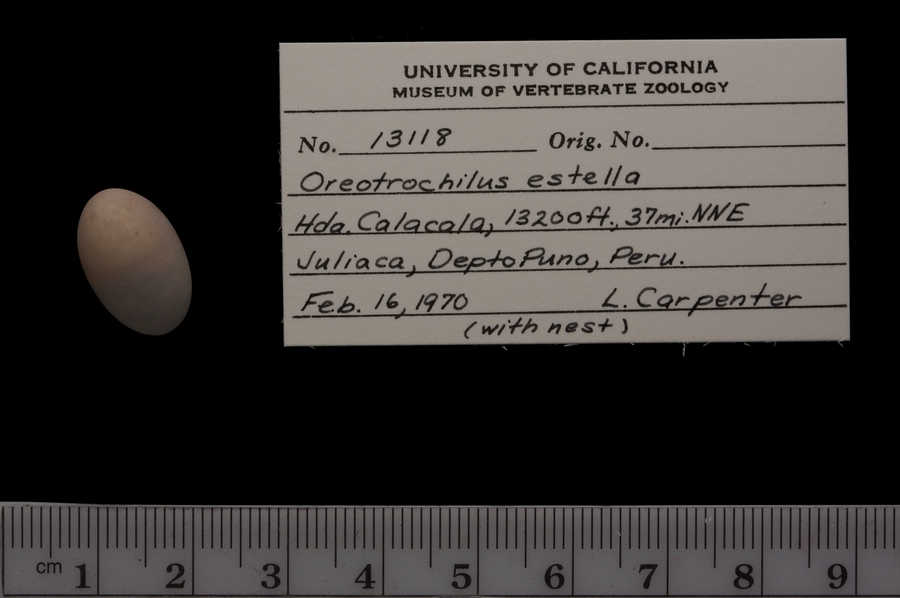 UNIVERSITY OF CALIFORNIA
MUSEUM OF VERTEBRATE ZOOLOGY
No. 13118 Orig. No.
Oreotrochilus estella
Hda. Calacala, 13200ft., 37mi. NNE
Juliaca, Depto Puno, Peru.
Feb. 16, 1970 L. Carpenter
(with nest)
cm 1 2 3 4 5 6 7 8 9